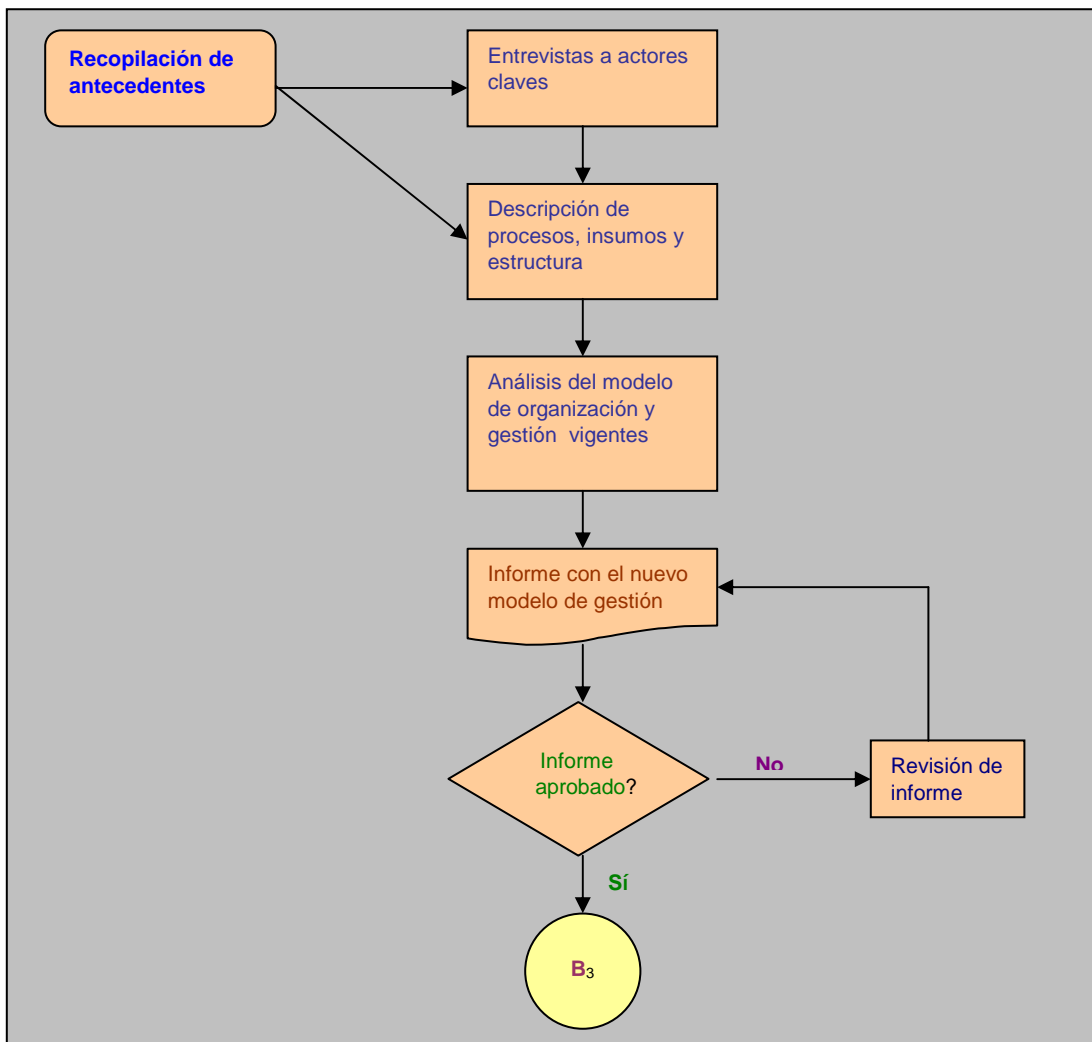 Recopilación de
antecedentes
Entrevistas a actores
claves
Descripción de
procesos, insumos y
estructura
Análisis del modelo
de organización y
gestión  vigentes
Informe con el nuevo
modelo de gestión
Informe
aprobado?
No
Revisión de
informe
Sí
B3